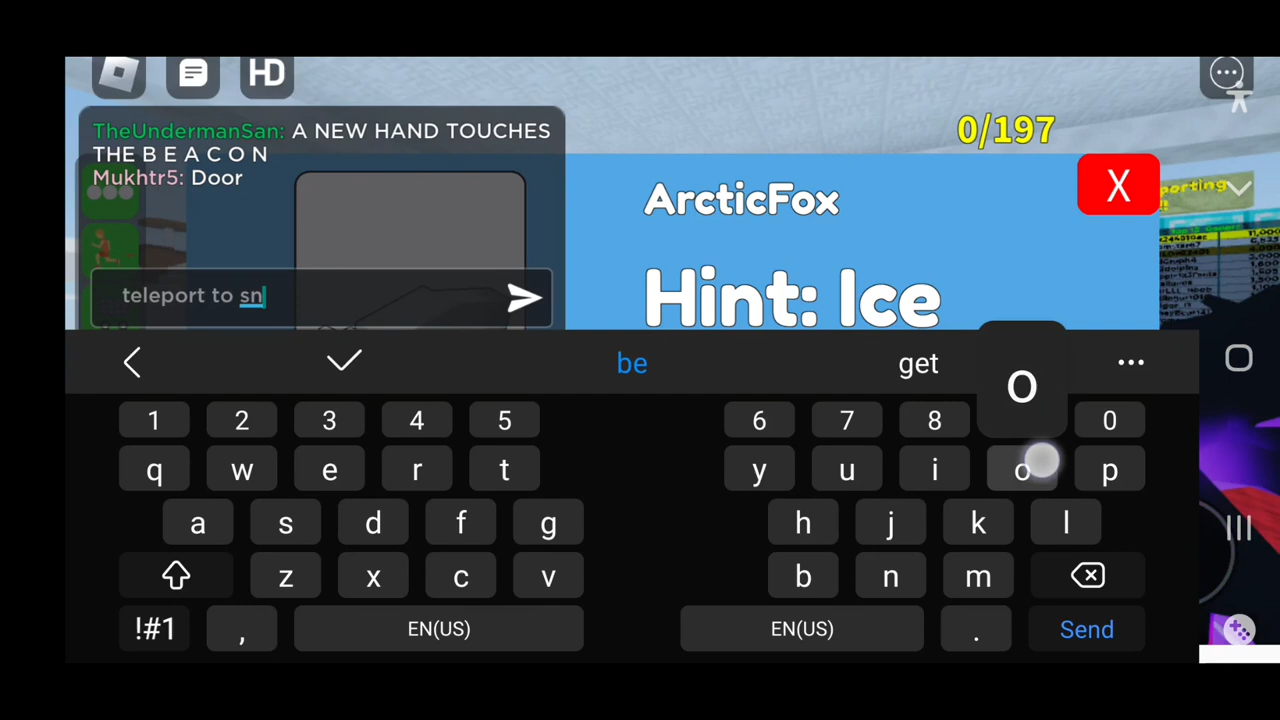 HD
TheUndermanSan: A NEW HAND TOUCHES
THE B E A C O N
Mukhtr5: Door
0/197
X
porting
ArcticFox
teleport to sn
Hint: Ice
be
get
o
1 2 3 4 5 6 7 8 0
q w e r t y u i o p
a s d f g h j k l
z x c v b n m
!#1 , EN(US) EN(US) . Send